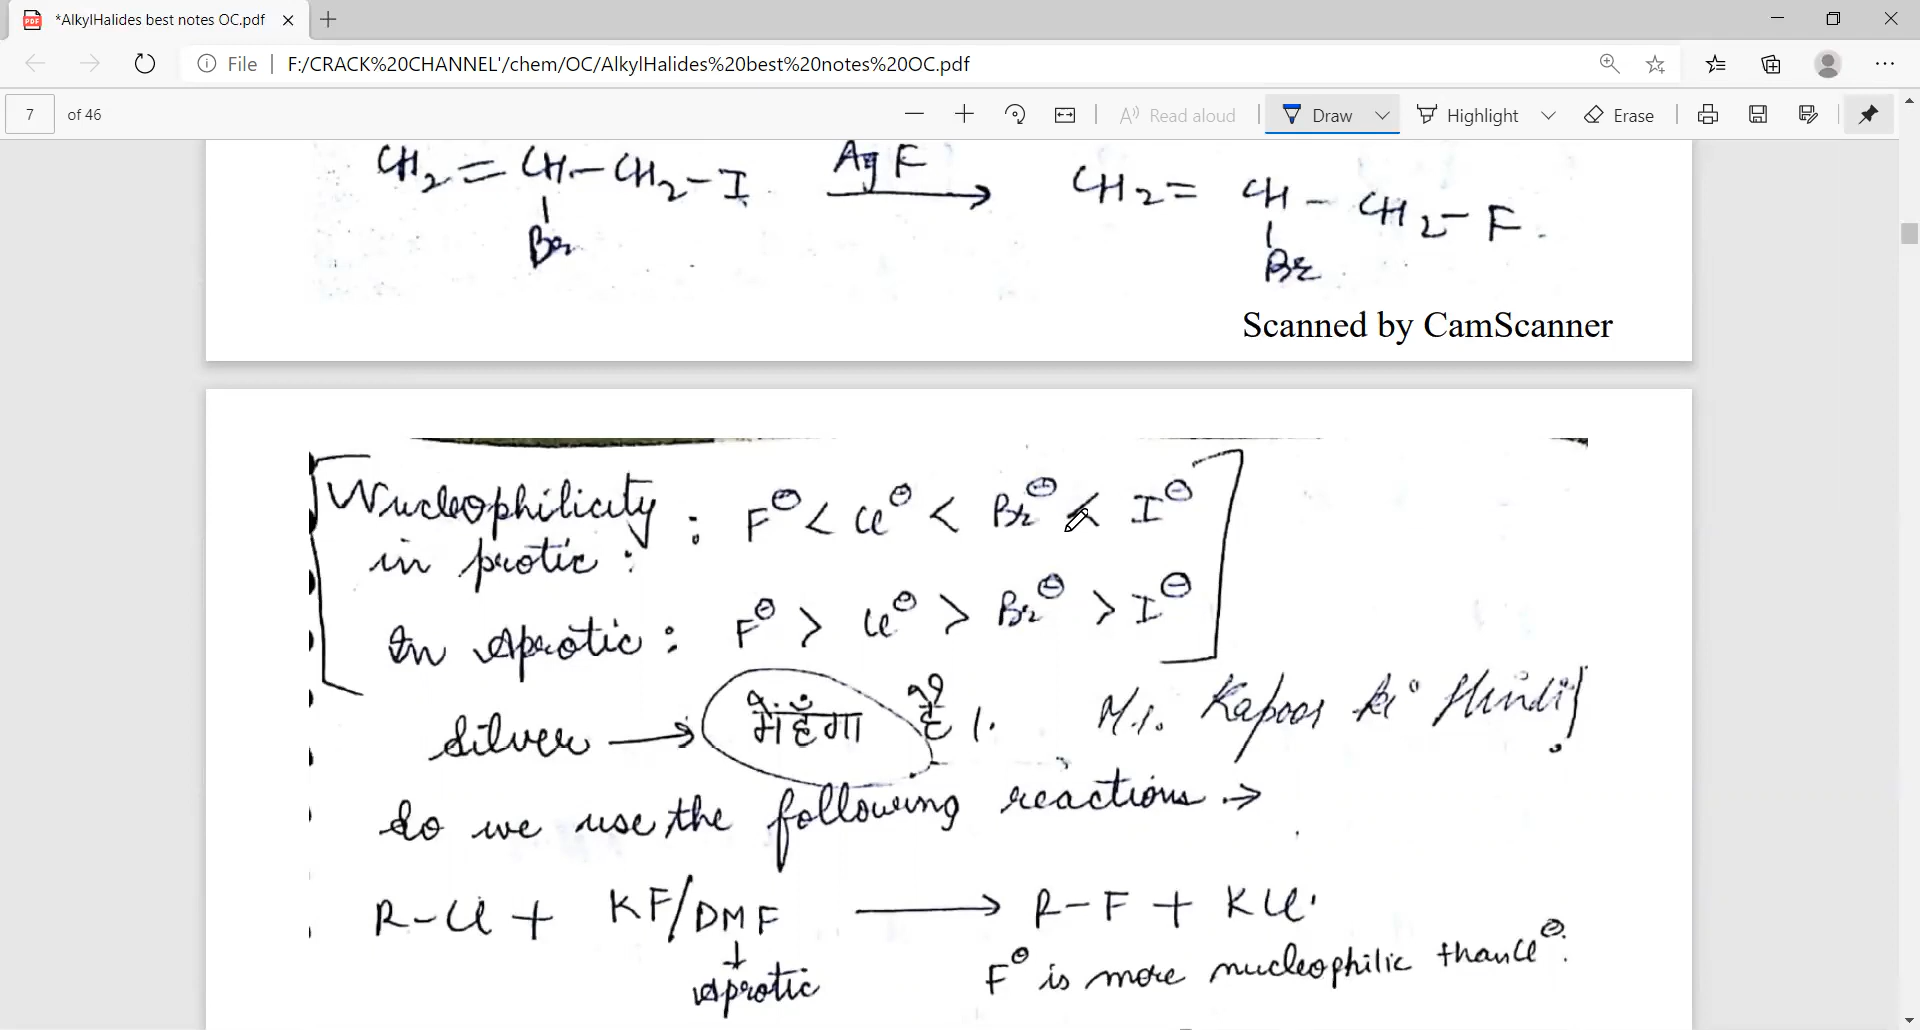 *AlkylHalides best notes OC.pdf
File | F:/CRACK%20CHANNEL'/chem/OC/AlkylHalides%20best%20notes%20OC.pdf
7 of 46
Read aloud Draw Highlight Erase
CH2=CH-CH2-I AgF → CH2=CH-CH2-F.
Br Br
Scanned by CamScanner
Nucleophilicity
in protic: : F⊖ < Cl⊖ < Br⊖ < I⊖
In Aprotic: F⊖ > Cl⊖ > Br⊖ > I⊖
Silver → मेंहँगा है। Kapoor ki Hindi
So we use the following reactions →
R-Cl + KF/DMF → R-F + KCl.
↓
Aprotic
F⊖ is more nucleophilic than Cl⊖.